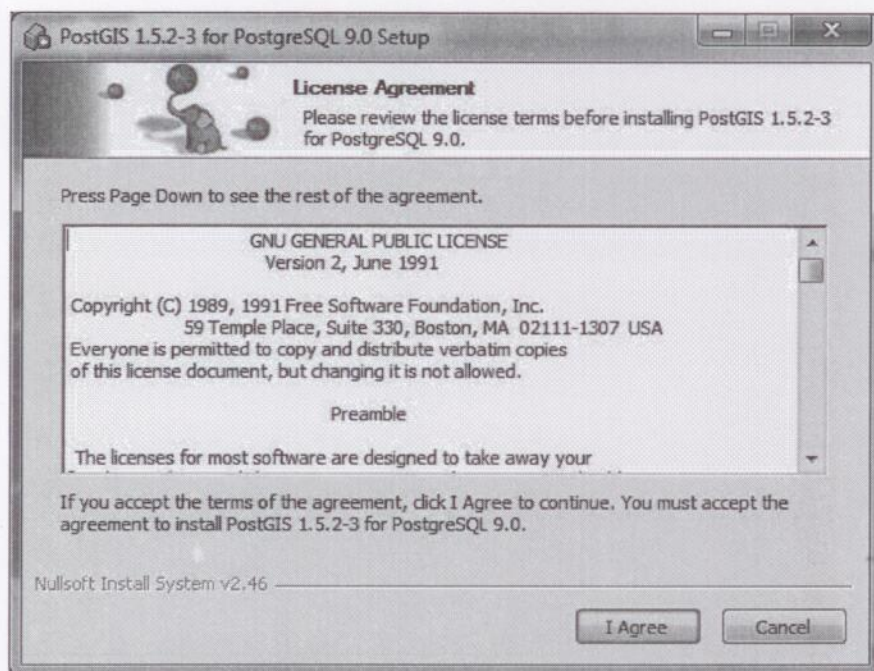 PostGIS 1.5.2-3 for PostgreSQL 9.0 Setup
License Agreement
Please review the license terms before installing PostGIS 1.5.2-3
for PostgreSQL 9.0.
Press Page Down to see the rest of the agreement.
GNU GENERAL PUBLIC LICENSE
Version 2, June 1991
Copyright (C) 1989, 1991 Free Software Foundation, Inc.
59 Temple Place, Suite 330, Boston, MA 02111-1307 USA
Everyone is permitted to copy and distribute verbatim copies
of this license document, but changing it is not allowed.
Preamble
The licenses for most software are designed to take away your
If you accept the terms of the agreement, click I Agree to continue. You must accept the
agreement to install PostGIS 1.5.2-3 for PostgreSQL 9.0.
Nullsoft Install System v2.46
I Agree
Cancel